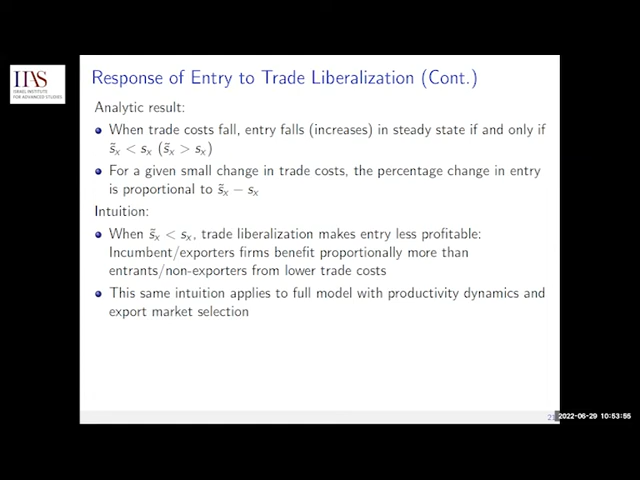 IIAS
ISRAEL INSTITUTE
FOR ADVANCED STUDIES
Response of Entry to Trade Liberalization (Cont.)
Analytic result:
When trade costs fall, entry falls (increases) in steady state if and only if
s̃ₓ < sₓ (s̃ₓ > sₓ)
For a given small change in trade costs, the percentage change in entry
is proportional to s̃ₓ − sₓ
Intuition:
When s̃ₓ < sₓ, trade liberalization makes entry less profitable:
Incumbent/exporters firms benefit proportionally more than
entrants/non-exporters from lower trade costs
This same intuition applies to full model with productivity dynamics and
export market selection
2022-06-29 10:53:55